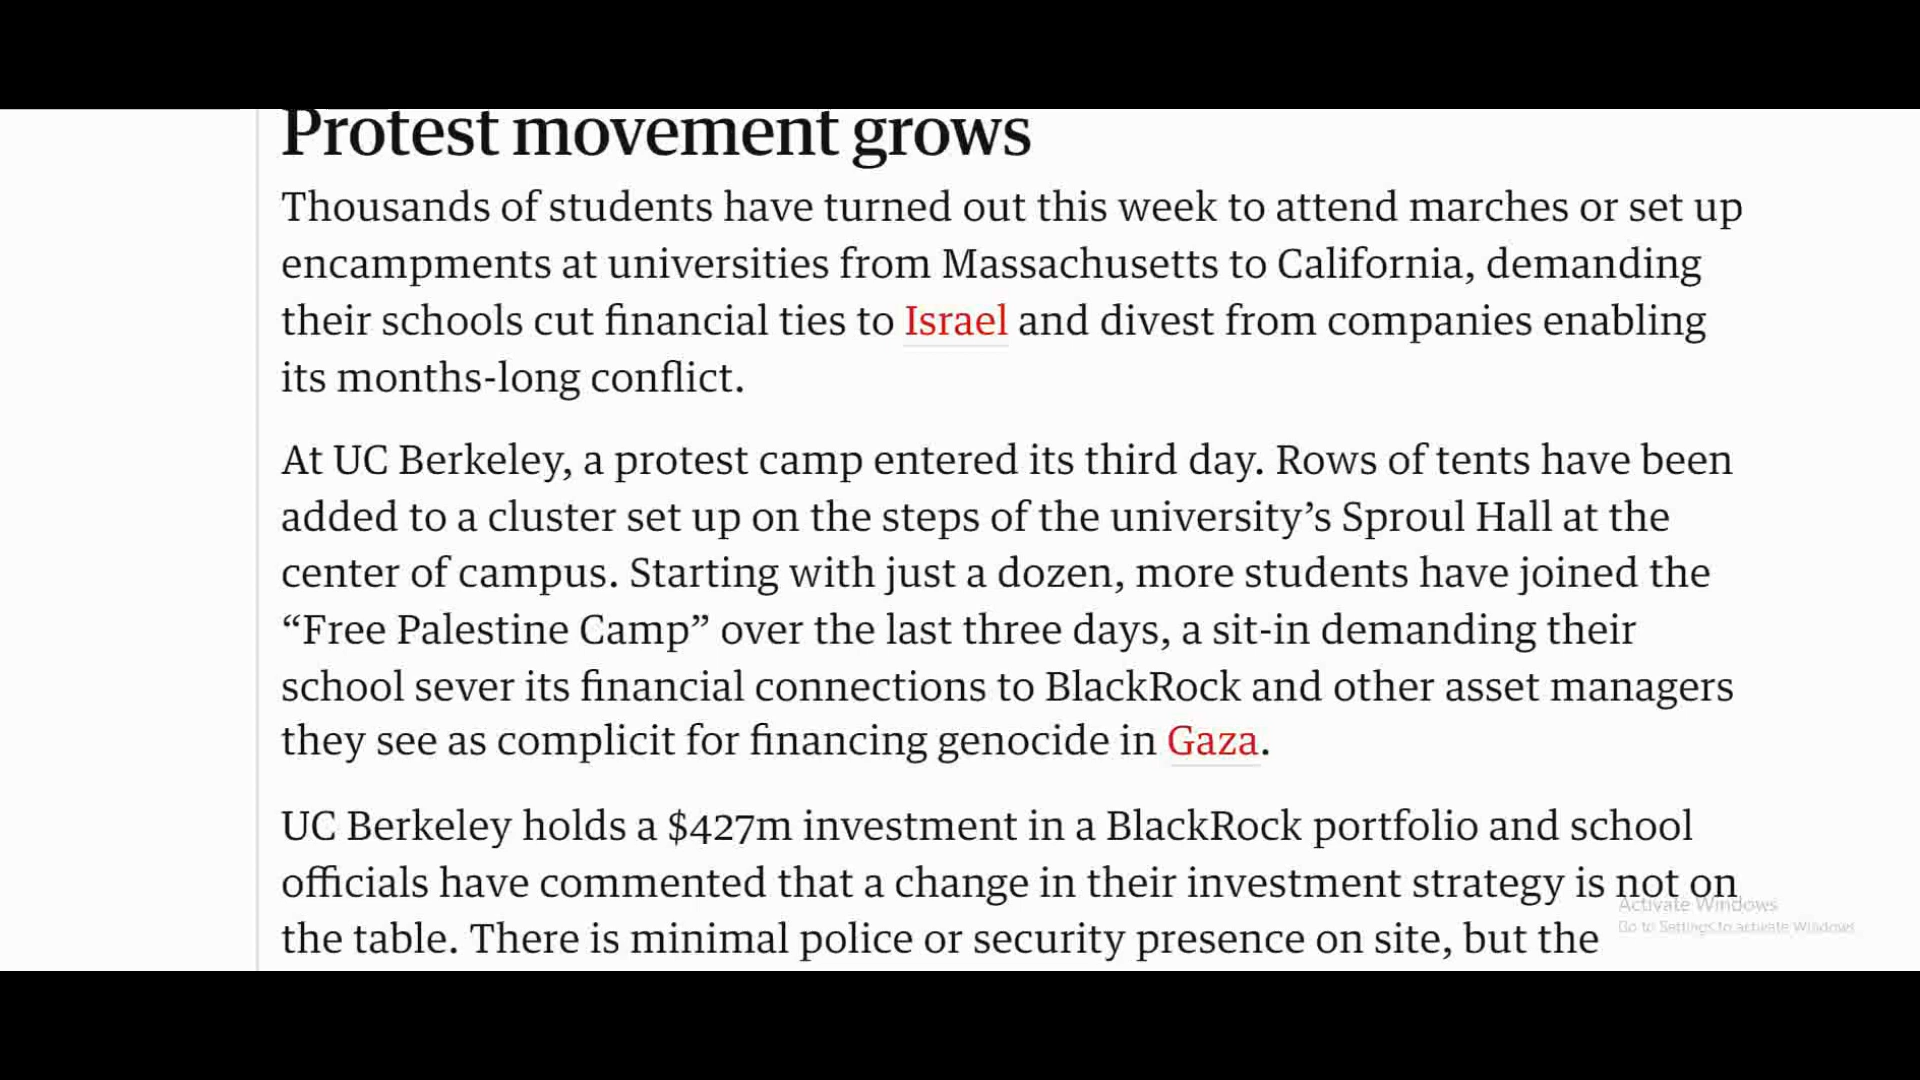 Protest movement grows
Thousands of students have turned out this week to attend marches or set up
encampments at universities from Massachusetts to California, demanding
their schools cut financial ties to Israel and divest from companies enabling
its months-long conflict.
At UC Berkeley, a protest camp entered its third day. Rows of tents have been
added to a cluster set up on the steps of the university’s Sproul Hall at the
center of campus. Starting with just a dozen, more students have joined the
“Free Palestine Camp” over the last three days, a sit-in demanding their
school sever its financial connections to BlackRock and other asset managers
they see as complicit for financing genocide in Gaza.
UC Berkeley holds a $427m investment in a BlackRock portfolio and school
officials have commented that a change in their investment strategy is not on
the table. There is minimal police or security presence on site, but the
Activate Windows
Go to Settings to activate Windows.